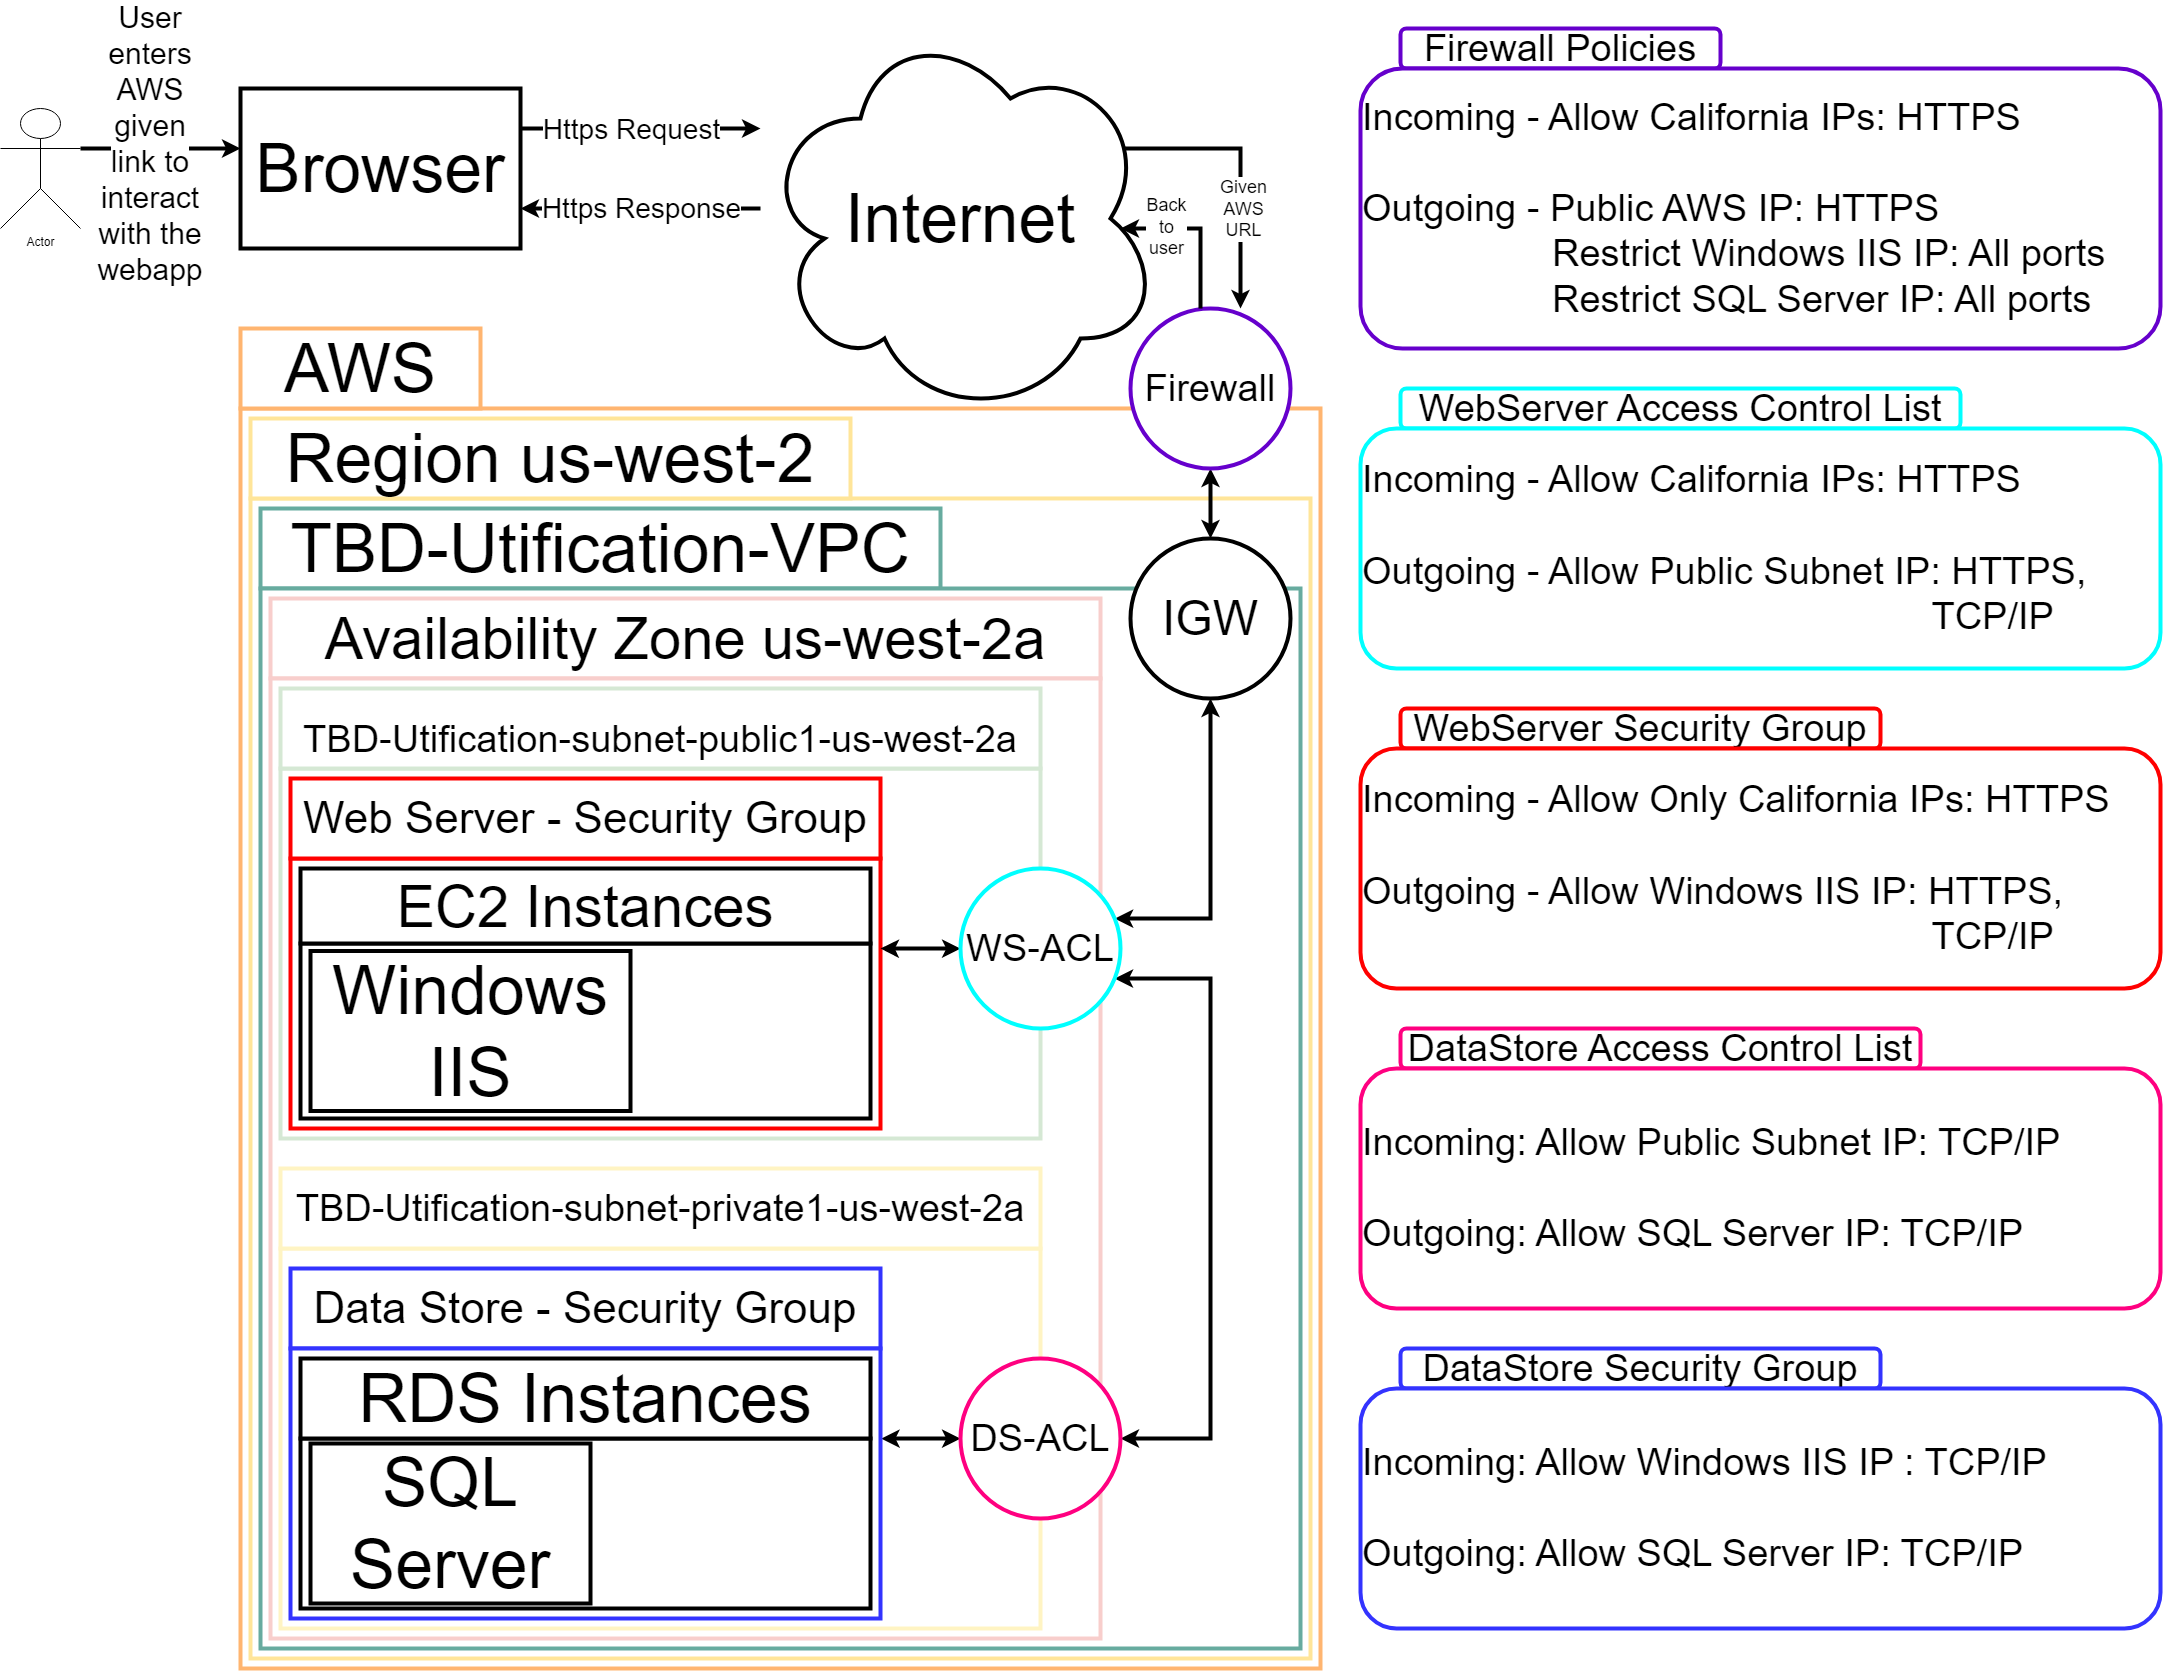 User
enters
AWS
given
link to
interact
with the
webapp
Actor
Browser
Https Request
Https Response
Internet
Given
AWS
URL
Back
to
user
Firewall
AWS
Region us-west-2
TBD-Utification-VPC
IGW
Availability Zone us-west-2a
TBD-Utification-subnet-public1-us-west-2a
Web Server - Security Group
EC2 Instances
Windows
IIS
WS-ACL
TBD-Utification-subnet-private1-us-west-2a
Data Store - Security Group
RDS Instances
SQL
Server
DS-ACL
Firewall Policies
Incoming - Allow California IPs: HTTPS
Outgoing - Public AWS IP: HTTPS
Restrict Windows IIS IP: All ports
Restrict SQL Server IP: All ports
WebServer Access Control List
Incoming - Allow California IPs: HTTPS
Outgoing - Allow Public Subnet IP: HTTPS,
TCP/IP
WebServer Security Group
Incoming - Allow Only California IPs: HTTPS
Outgoing - Allow Windows IIS IP: HTTPS,
TCP/IP
DataStore Access Control List
Incoming: Allow Public Subnet IP: TCP/IP
Outgoing: Allow SQL Server IP: TCP/IP
DataStore Security Group
Incoming: Allow Windows IIS IP : TCP/IP
Outgoing: Allow SQL Server IP: TCP/IP